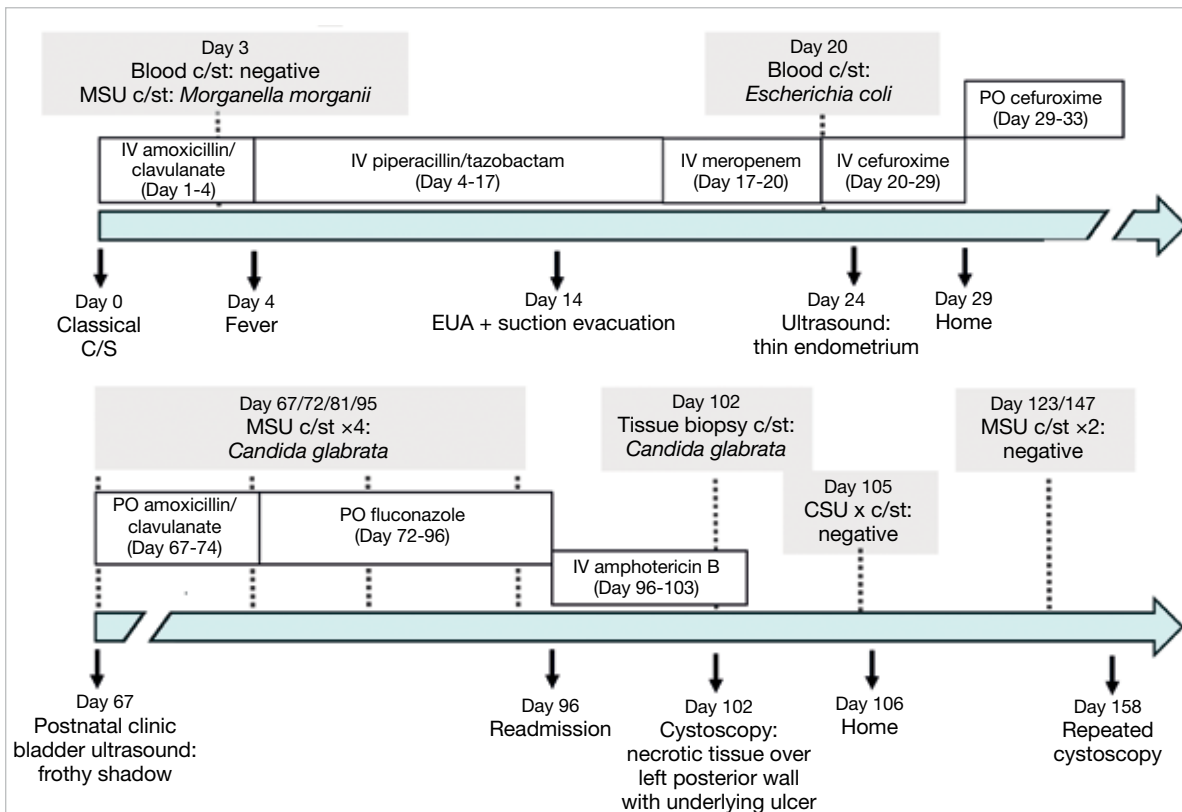 Day 3
Blood c/st: negative
MSU c/st: Morganella morganii
Day 20
Blood c/st:
Escherichia coli
PO cefuroxime
(Day 29-33)
IV amoxicillin/
clavulanate
(Day 1-4)
IV piperacillin/tazobactam
(Day 4-17)
IV meropenem
(Day 17-20)
IV cefuroxime
(Day 20-29)
Day 0
Classical
C/S
Day 4
Fever
Day 14
EUA + suction evacuation
Day 24
Ultrasound:
thin endometrium
Day 29
Home
Day 67/72/81/95
MSU c/st ×4:
Candida glabrata
Day 102
Tissue biopsy c/st:
Candida glabrata
Day 123/147
MSU c/st ×2:
negative
Day 105
CSU x c/st:
negative
PO amoxicillin/
clavulanate
(Day 67-74)
PO fluconazole
(Day 72-96)
IV amphotericin B
(Day 96-103)
Day 67
Postnatal clinic
bladder ultrasound:
frothy shadow
Day 96
Readmission
Day 102
Cystoscopy:
necrotic tissue over
left posterior wall
with underlying ulcer
Day 106
Home
Day 158
Repeated
cystoscopy